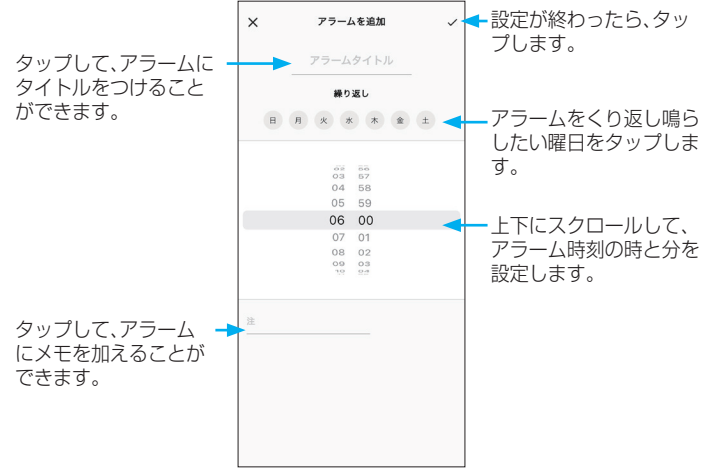 アラームを追加
設定が終わったら、タッ
プします。
アラームタイトル
タップして、アラームに
タイトルをつけること
ができます。
繰り返し
日 月 火 水 木 金 土
アラームをくり返し鳴ら
したい曜日をタップしま
す。
02 56
03 57
04 58
05 59
06 00
07 01
08 02
09 03
10 04
上下にスクロールして、
アラーム時刻の時と分を
設定します。
注
タップして、アラーム
にメモを加えることが
できます。